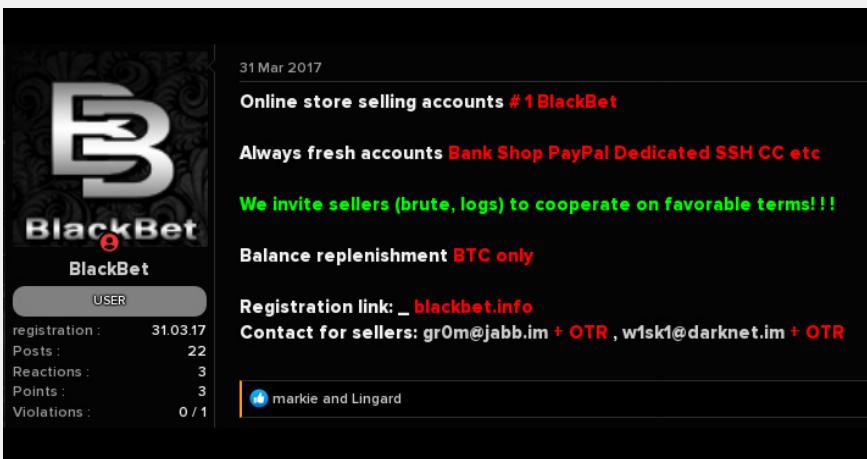 31 Mar 2017
Online store selling accounts # 1 BlackBet
Always fresh accounts Bank Shop PayPal Dedicated SSH CC etc
We invite sellers (brute, logs) to cooperate on favorable terms! ! !
Balance replenishment BTC only
Registration link: _ blackbet.info
Contact for sellers: gr0m@jabb.im + OTR , w1sk1@darknet.im + OTR
markie and Lingard
BlackBet
BlackBet
USER
registration : 31.03.17
Posts : 22
Reactions : 3
Points : 3
Violations : 0 / 1